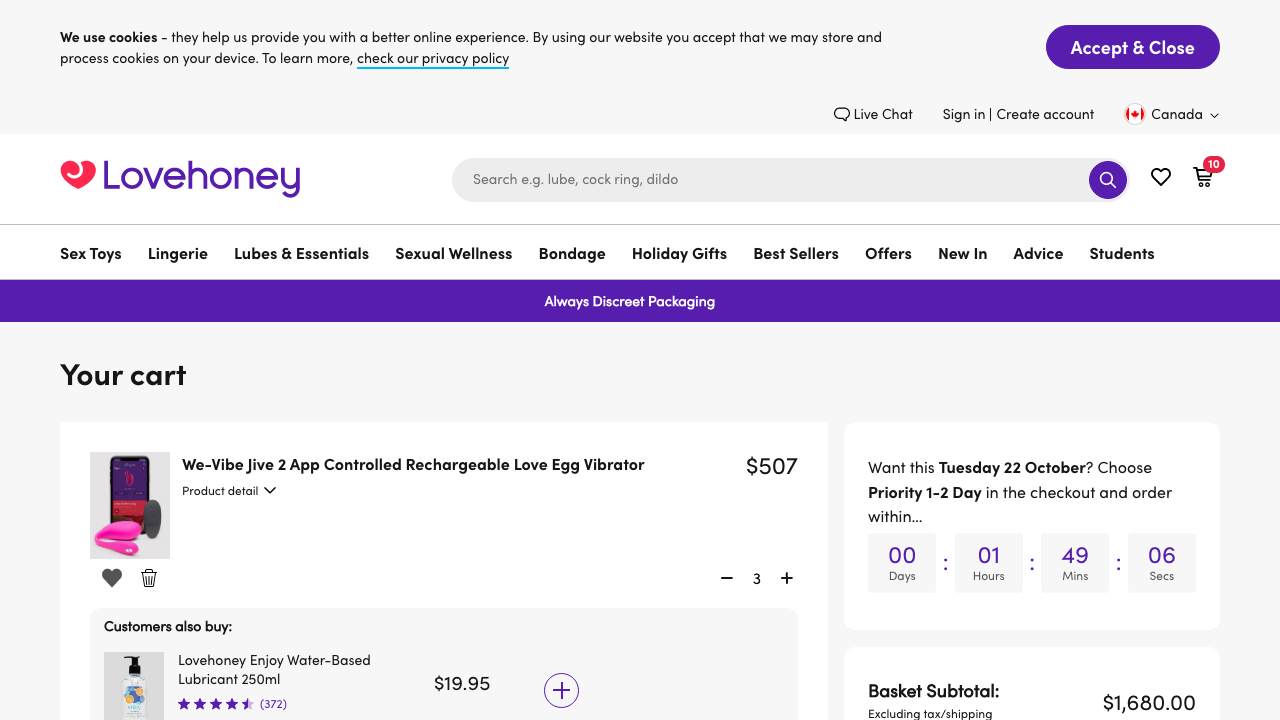 We use cookies - they help us provide you with a better online experience. By using our website you accept that we may store and
process cookies on your device. To learn more, check our privacy policy
Accept & Close
Live Chat
Sign in | Create account
Canada
Lovehoney
Search e.g. lube, cock ring, dildo
10
Sex Toys
Lingerie
Lubes & Essentials
Sexual Wellness
Bondage
Holiday Gifts
Best Sellers
Offers
New In
Advice
Students
Always Discreet Packaging
Your cart
We-Vibe Jive 2 App Controlled Rechargeable Love Egg Vibrator
$507
Product detail
3
Customers also buy:
Lovehoney Enjoy Water-Based
Lubricant 250ml
(372)
$19.95
Want this Tuesday 22 October? Choose
Priority 1-2 Day in the checkout and order
within...
00 : 01 : 49 : 06
Days Hours Mins Secs
Basket Subtotal:
Excluding tax/shipping
$1,680.00